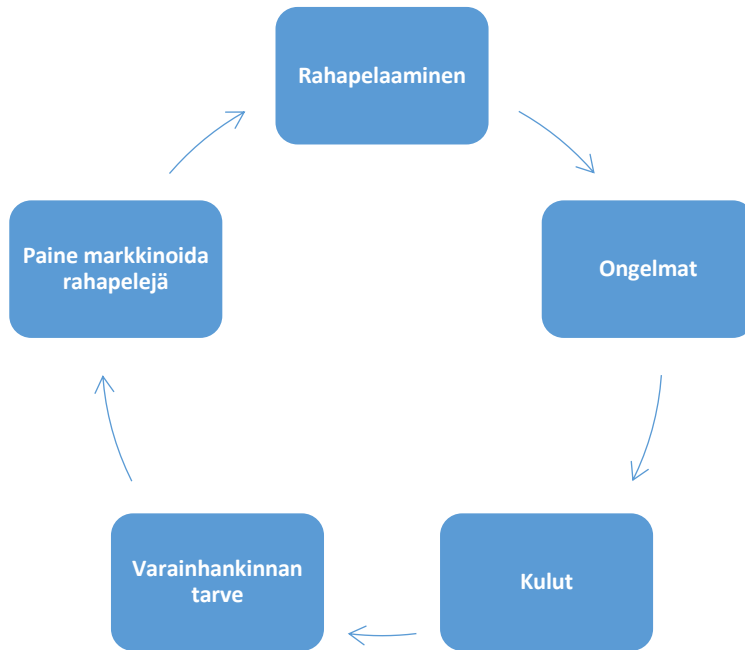 Rahapelaaminen
Ongelmat
Kulut
Varainhankinnan
tarve
Paine markkinoida
rahapelejä